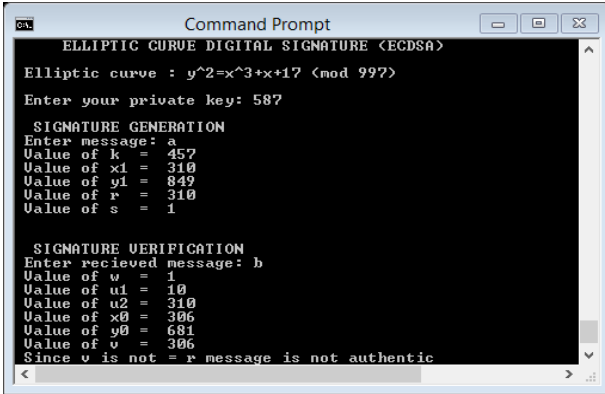 Command Prompt
ELLIPTIC CURVE DIGITAL SIGNATURE (ECDSA)
Elliptic curve : y^2=x^3+x+17 (mod 997)
Enter your private key: 587
SIGNATURE GENERATION
Enter message: a
Value of k = 457
Value of x1 = 310
Value of y1 = 849
Value of r = 310
Value of s = 1
SIGNATURE VERIFICATION
Enter recieved message: b
Value of w = 1
Value of u1 = 10
Value of u2 = 310
Value of x0 = 306
Value of y0 = 681
Value of v = 306
Since v is not = r message is not authentic